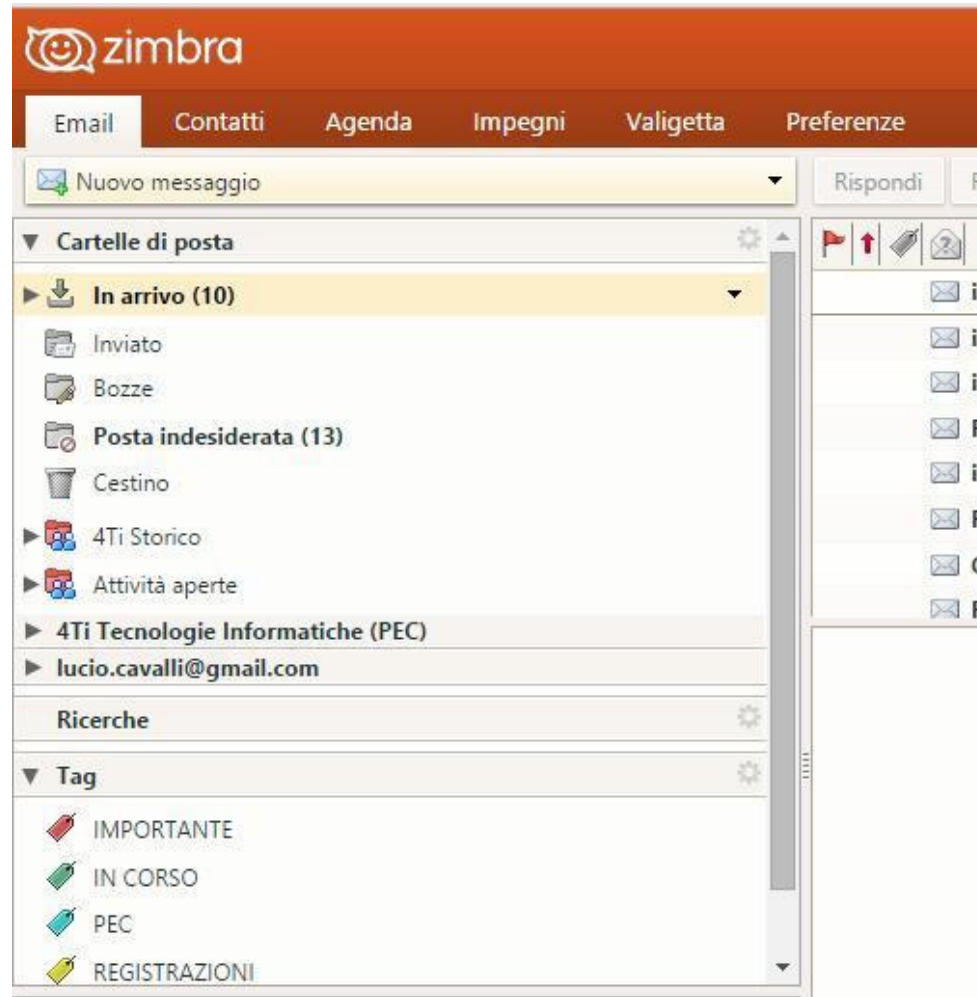 zimbra
Email Contatti Agenda Impegni Valigetta Preferenze
Nuovo messaggio
Rispondi
Cartelle di posta
In arrivo (10)
Inviato
Bozze
Posta indesiderata (13)
Cestino
4Ti Storico
Attività aperte
4Ti Tecnologie Informatiche (PEC)
lucio.cavalli@gmail.com
Ricerche
Tag
IMPORTANTE
IN CORSO
PEC
REGISTRAZIONI